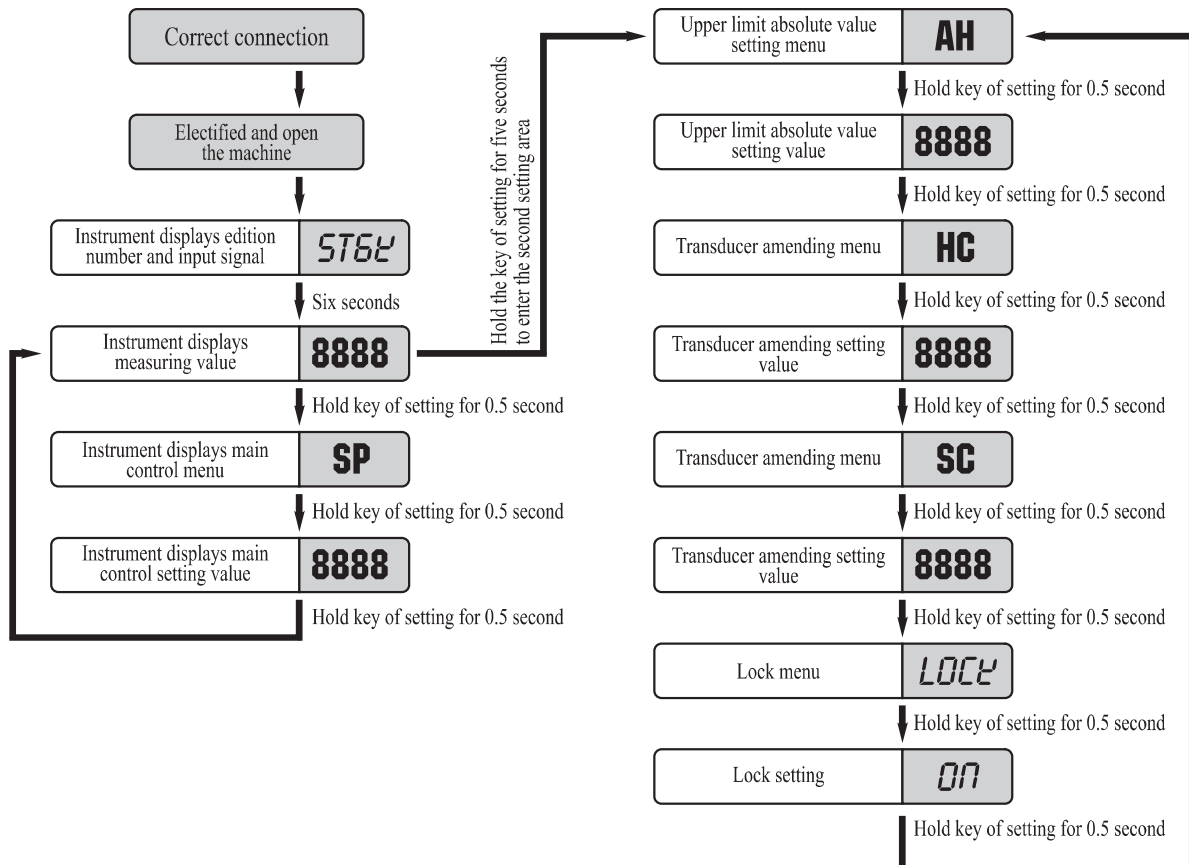 Correct connection
Electified and open
the machine
Instrument displays edition
number and input signal
ST6Y
Six seconds
Instrument displays
measuring value
8888
Hold key of setting for 0.5 second
Instrument displays main
control menu
SP
Hold key of setting for 0.5 second
Instrument displays main
control setting value
8888
Hold key of setting for 0.5 second
Hold the key of setting for five seconds
to enter the second setting area
Upper limit absolute value
setting menu
AH
Hold key of setting for 0.5 second
Upper limit absolute value
setting value
8888
Hold key of setting for 0.5 second
Transducer amending menu
HC
Hold key of setting for 0.5 second
Transducer amending setting
value
8888
Hold key of setting for 0.5 second
Transducer amending menu
SC
Hold key of setting for 0.5 second
Transducer amending setting
value
8888
Hold key of setting for 0.5 second
Lock menu
LOCY
Hold key of setting for 0.5 second
Lock setting
ON
Hold key of setting for 0.5 second